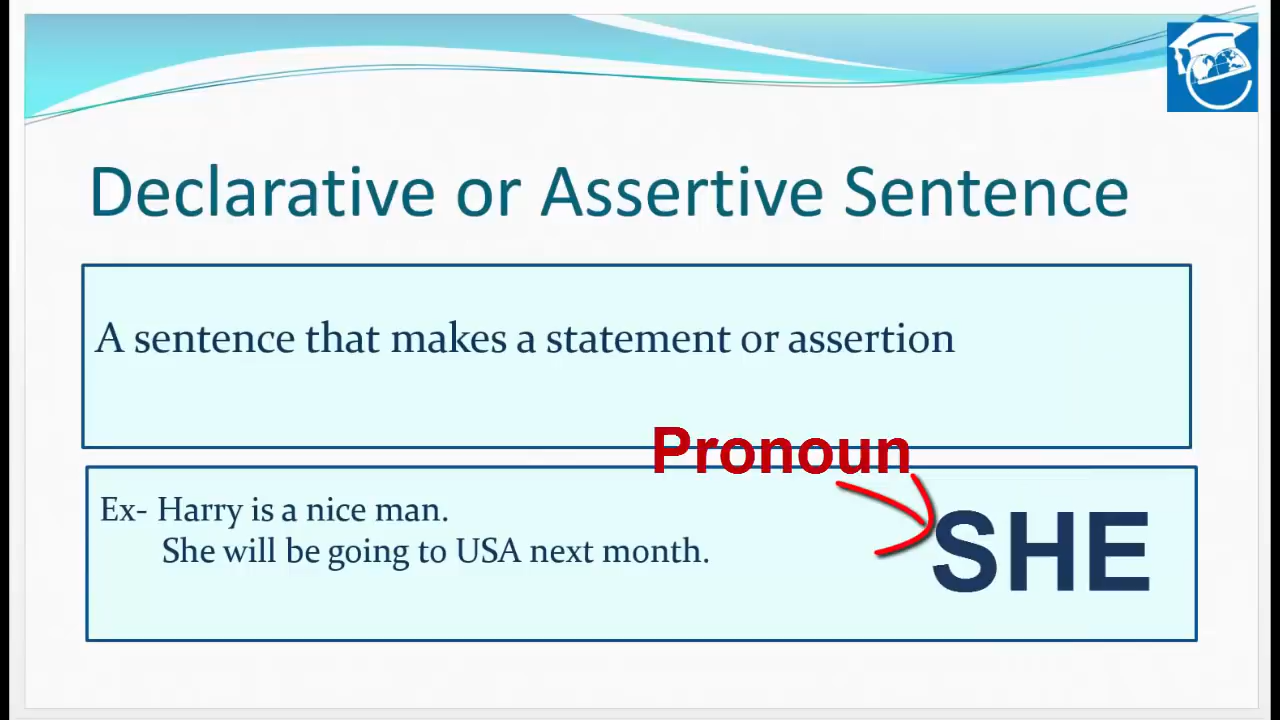 Declarative or Assertive Sentence
A sentence that makes a statement or assertion
Pronoun
Ex- Harry is a nice man.
She will be going to USA next month.
SHE